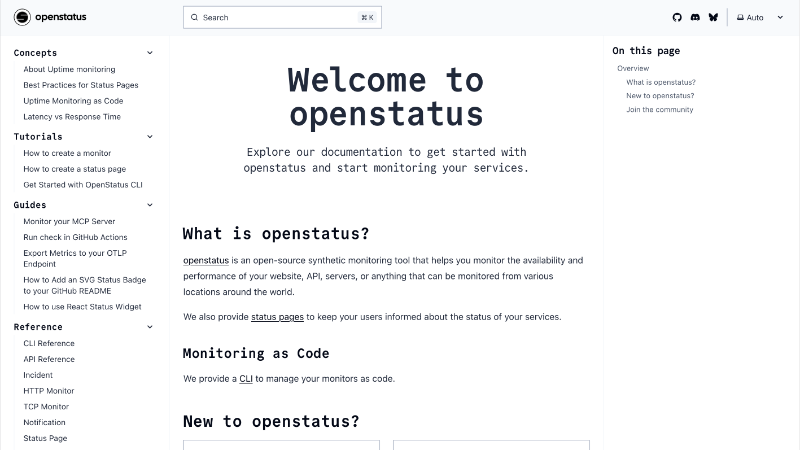 openstatus
Search
⌘ K
Auto
Concepts
About Uptime monitoring
Best Practices for Status Pages
Uptime Monitoring as Code
Latency vs Response Time
Tutorials
How to create a monitor
How to create a status page
Get Started with OpenStatus CLI
Guides
Monitor your MCP Server
Run check in GitHub Actions
Export Metrics to your OTLP
Endpoint
How to Add an SVG Status Badge
to your GitHub README
How to use React Status Widget
Reference
CLI Reference
API Reference
Incident
HTTP Monitor
TCP Monitor
Notification
Status Page
Welcome to
openstatus
Explore our documentation to get started with
openstatus and start monitoring your services.
What is openstatus?
openstatus is an open-source synthetic monitoring tool that helps you monitor the availability and
performance of your website, API, servers, or anything that can be monitored from various
locations around the world.
We also provide status pages to keep your users informed about the status of your services.
Monitoring as Code
We provide a CLI to manage your monitors as code.
New to openstatus?
On this page
Overview
What is openstatus?
New to openstatus?
Join the community